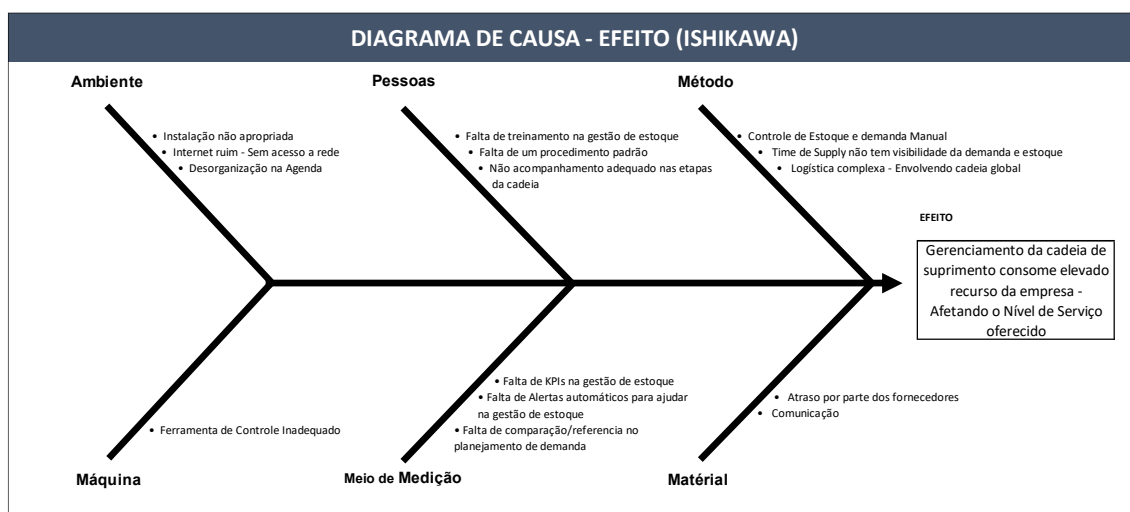 DIAGRAMA DE CAUSA - EFEITO (ISHIKAWA)
Ambiente
• Instalação não apropriada
• Internet ruim - Sem acesso a rede
• Desorganização na Agenda
Pessoas
• Falta de treinamento na gestão de estoque
• Falta de um procedimento padrão
• Não acompanhamento adequado nas etapas
da cadeia
Método
• Controle de Estoque e demanda Manual
• Time de Supply não tem visibilidade da demanda e estoque
• Logística complexa - Envolvendo cadeia global
EFEITO
Gerenciamento da cadeia de
suprimento consome elevado
recurso da empresa -
Afetando o Nível de Serviço
oferecido
• Ferramenta de Controle Inadequado
Máquina
• Falta de KPIs na gestão de estoque
• Falta de Alertas automáticos para ajudar
na gestão de estoque
• Falta de comparação/referencia no
planejamento de demanda
Meio de Medição
• Atraso por parte dos fornecedores
• Comunicação
Matérial